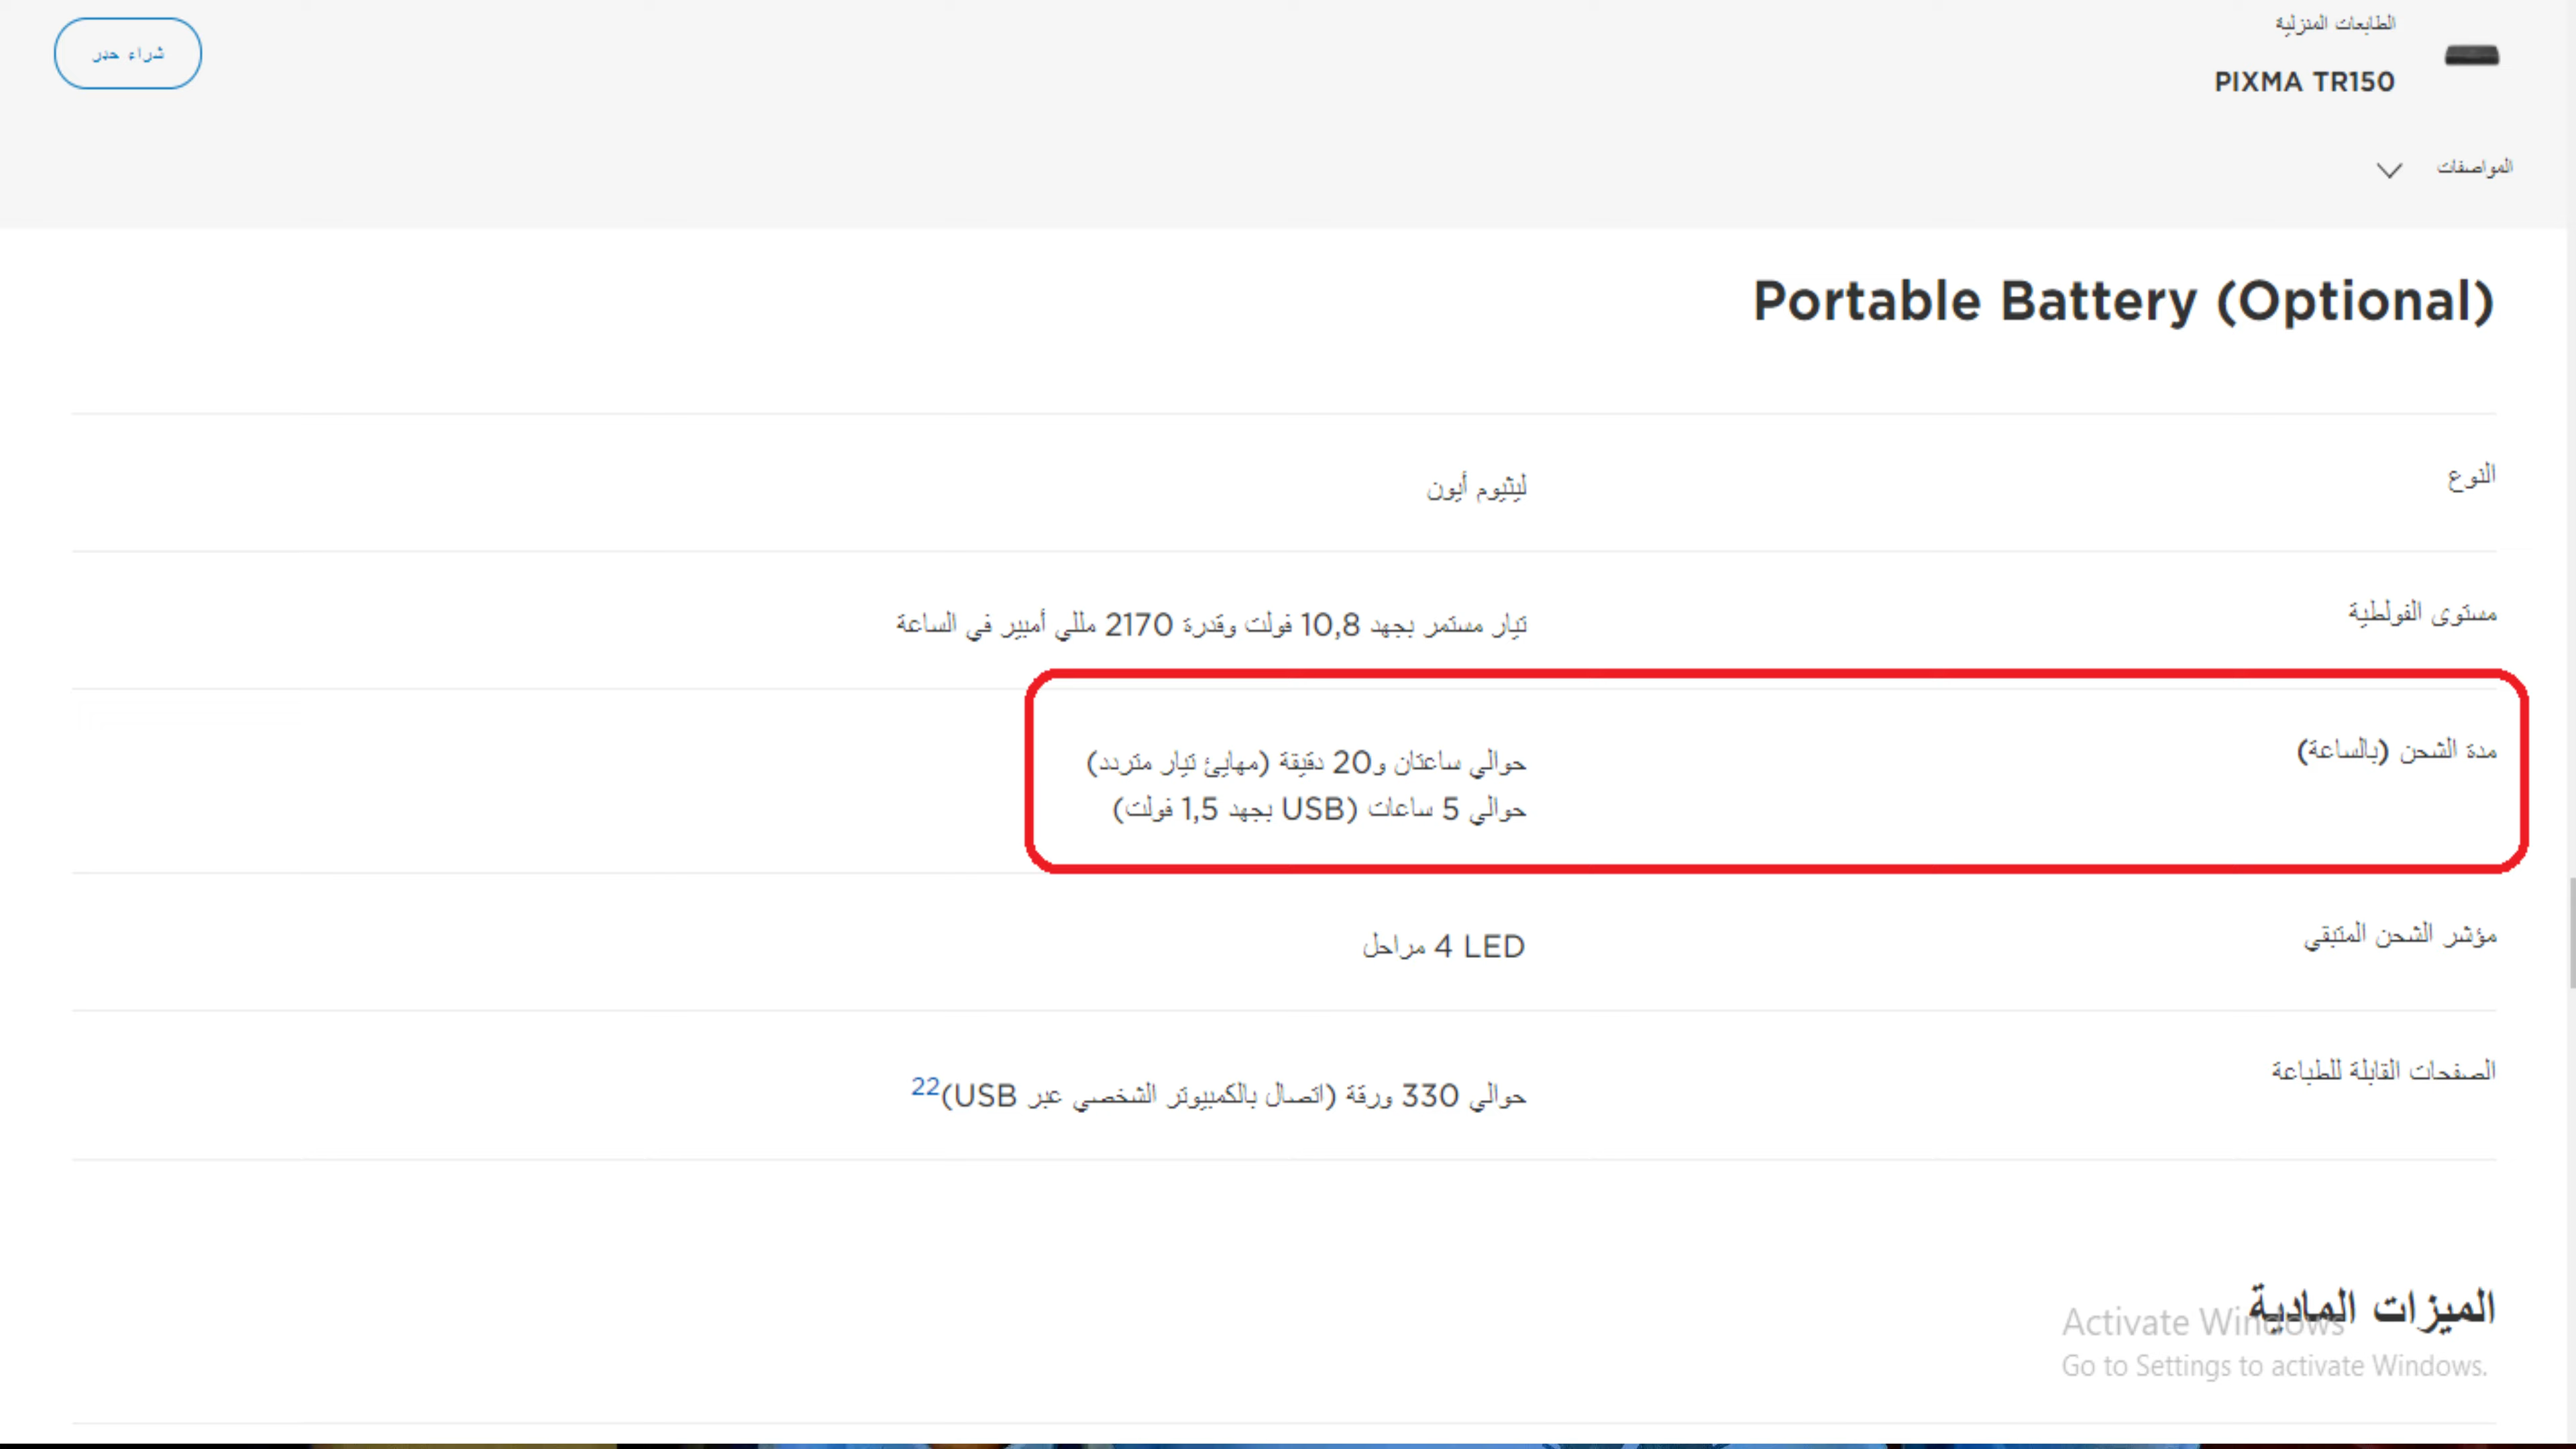 الطابعات المنزلية
PIXMA TR150
شراء حبر
المواصفات
Portable Battery (Optional)
النوع
ليثيوم أيون
مستوى الفولطية
تيار مستمر بجهد 10,8 فولت وقدرة 2170 مللي أمبير في الساعة
مدة الشحن (بالساعة)
حوالي ساعتان و20 دقيقة (مهايئ تيار متردد)
حوالي 5 ساعات (USB بجهد 1,5 فولت)
مؤشر الشحن المتبقي
4 LED مراحل
الصفحات القابلة للطباعة
حوالي 330 ورقة (اتصال بالكمبيوتر الشخصي عبر USB)22
الميزات المادية
Activate Windows
Go to Settings to activate Windows.